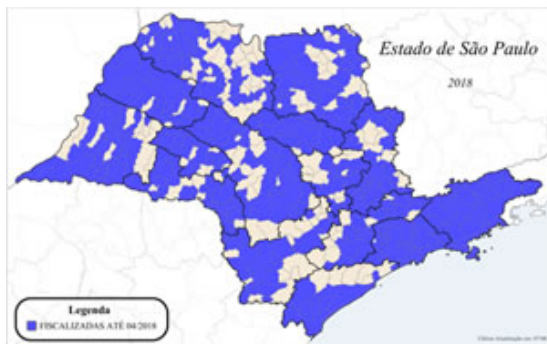 Estado de São Paulo
2018
Legenda
FISCALIZADAS ATÉ 04/2018